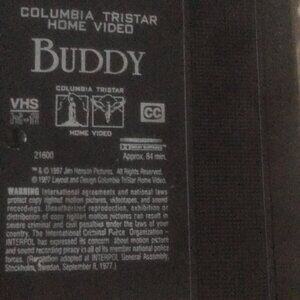 COLUMBIA TRISTAR
HOME VIDEO
BUDDY
COLUMBIA TRISTAR
VHS
CC
HOME VIDEO
DOLBY SURROUND
21600
Approx. 84 min.
™ & © 1997 Jim Henson Pictures. All Rights Reserved.
© 1997 Layout and Design Columbia TriStar Home Video.
WARNING International agreements and national laws
protect copyright motion pictures, videotapes, and sound
recordings. Unauthorized reproduction, exhibition or
distribution of copyright motion pictures can result in
severe criminal and civil penalties under the laws of your
country. The International Criminal Police Organization –
INTERPOL has expressed its concern about motion picture
and sound recording piracy to all of its member national police
forces. (Resolution adopted at INTERPOL General Assembly,
Stockholm, Sweden, September 8, 1977.)